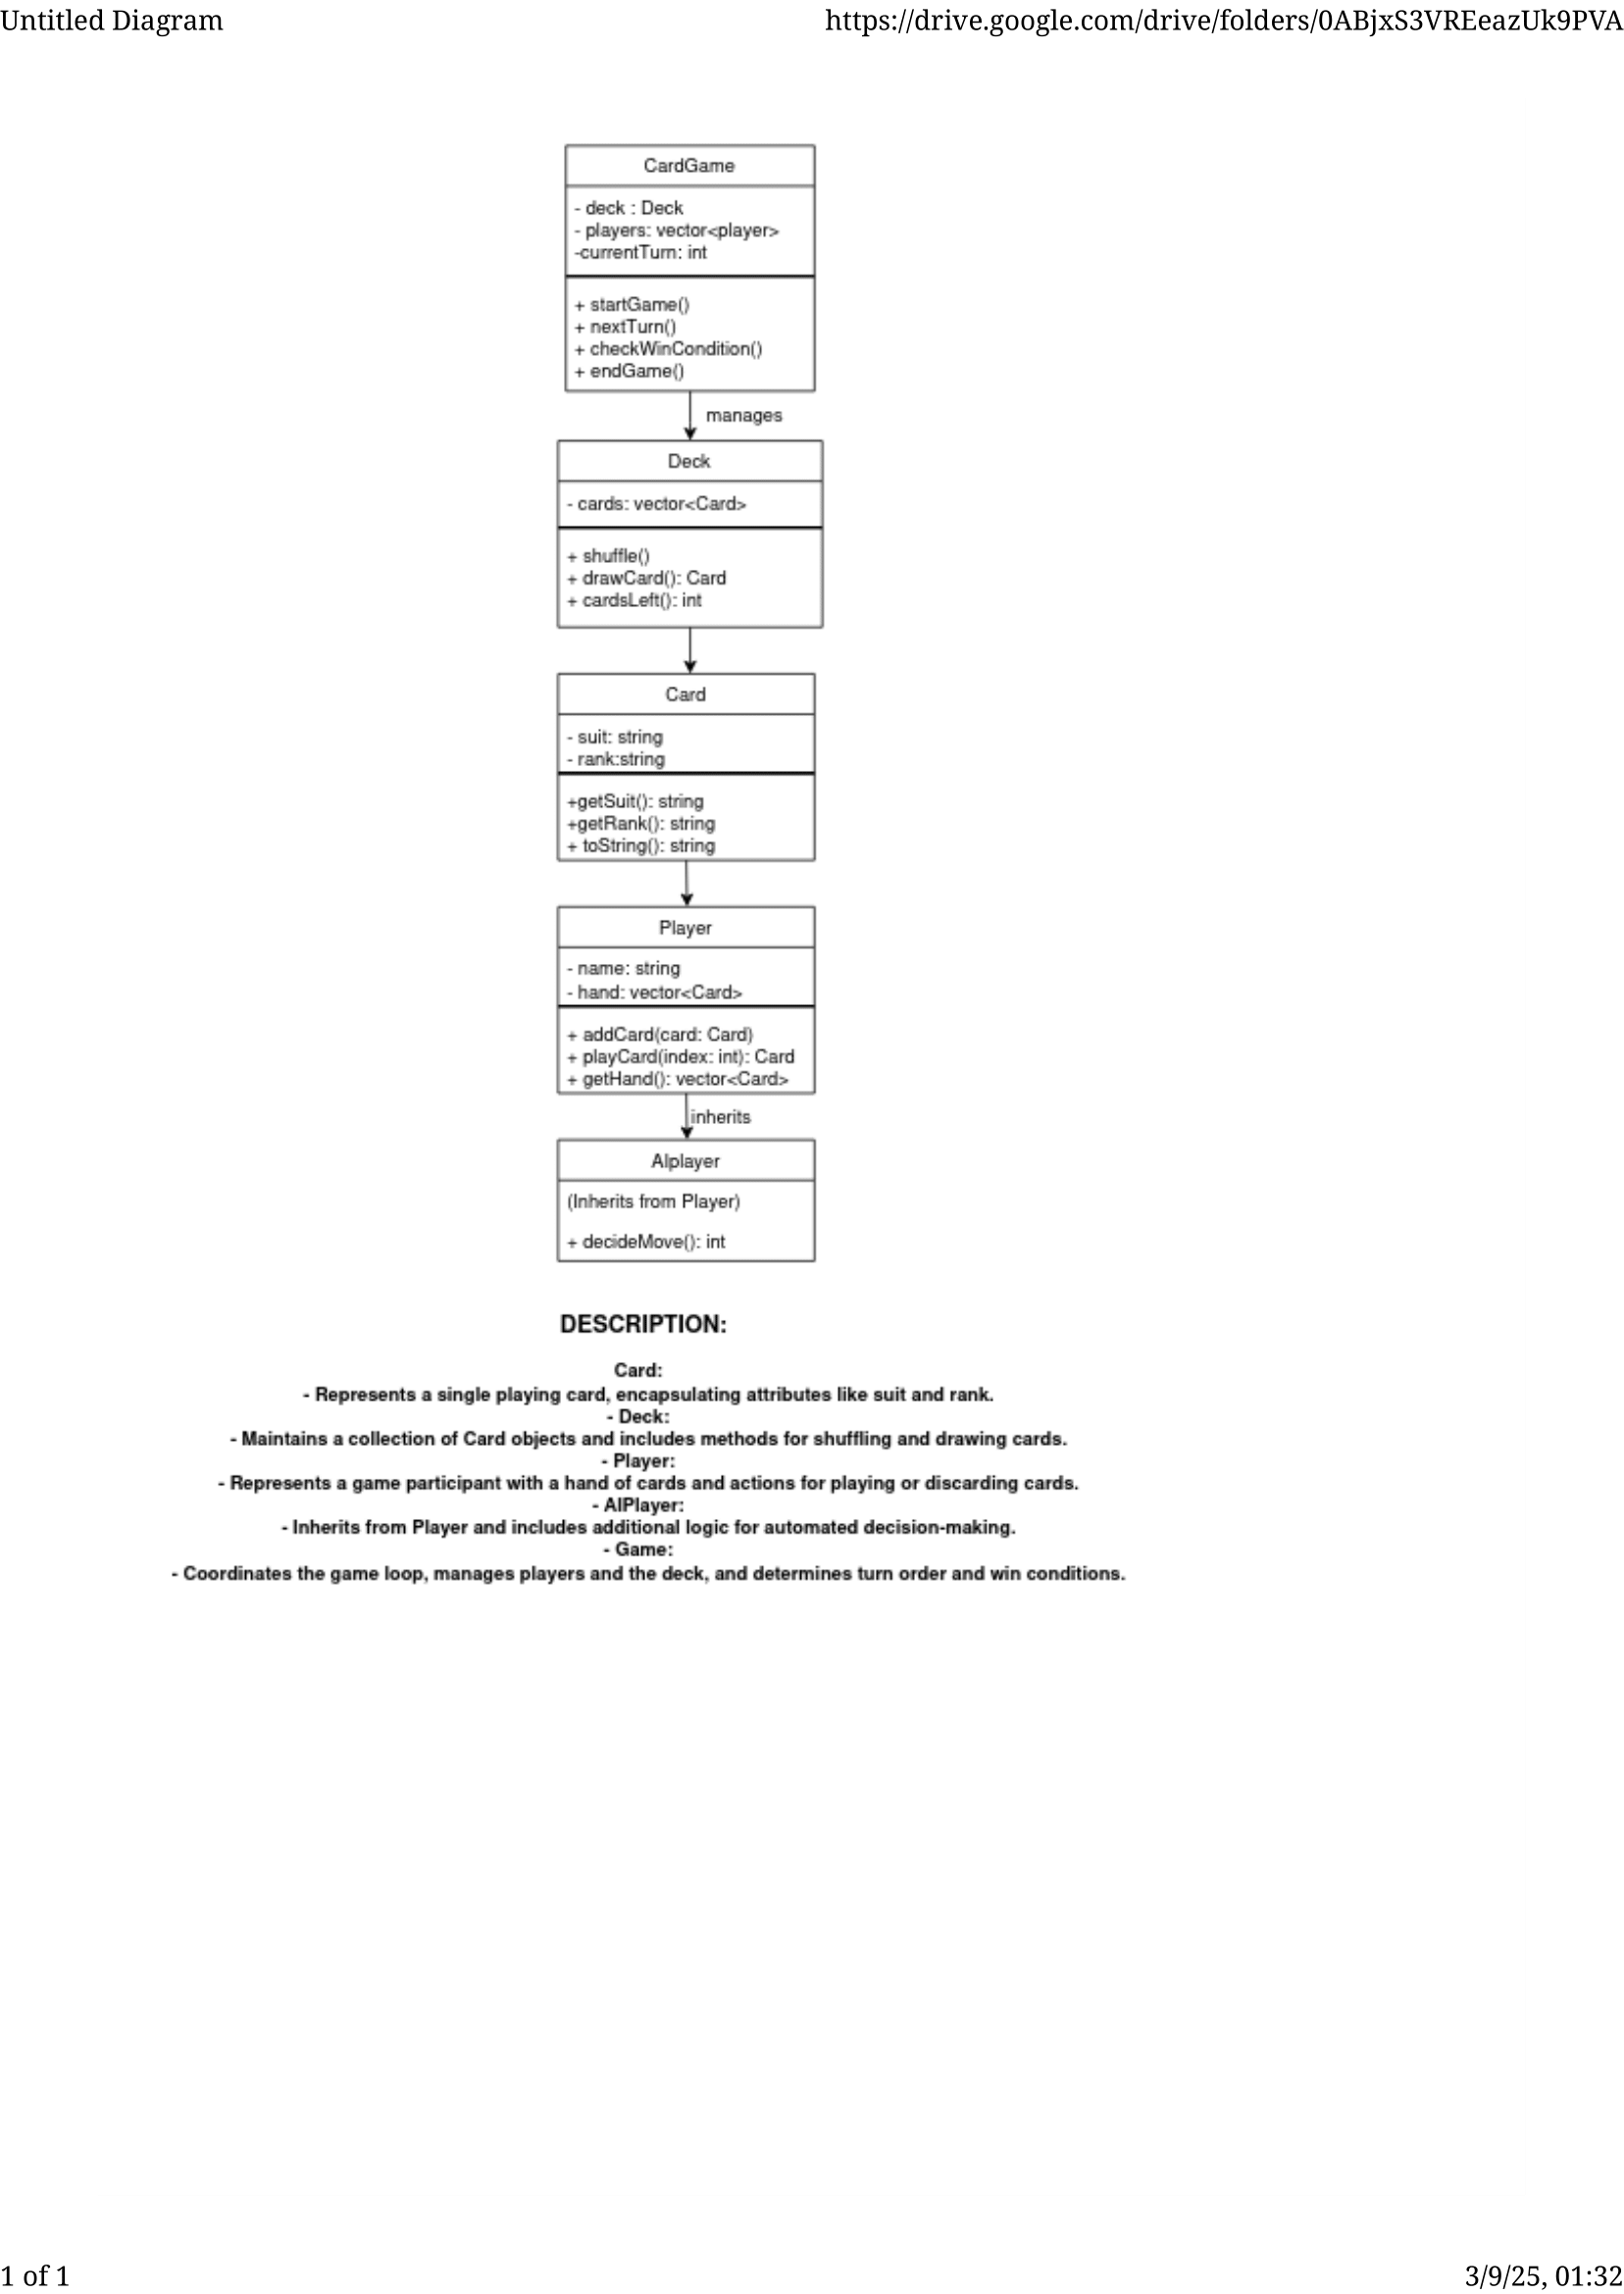 Untitled Diagram
https://drive.google.com/drive/folders/0ABjxS3VREeazUk9PVA
CardGame
- deck : Deck
- players: vector<player>
-currentTurn: int
+ startGame()
+ nextTurn()
+ checkWinCondition()
+ endGame()
manages
Deck
- cards: vector<Card>
+ shuffle()
+ drawCard(): Card
+ cardsLeft(): int
Card
- suit: string
- rank:string
+getSuit(): string
+getRank(): string
+ toString(): string
Player
- name: string
- hand: vector<Card>
+ addCard(card: Card)
+ playCard(index: int): Card
+ getHand(): vector<Card>
inherits
AIplayer
(Inherits from Player)
+ decideMove(): int
DESCRIPTION:
Card:
- Represents a single playing card, encapsulating attributes like suit and rank.
- Deck:
- Maintains a collection of Card objects and includes methods for shuffling and drawing cards.
- Player:
- Represents a game participant with a hand of cards and actions for playing or discarding cards.
- AIPlayer:
- Inherits from Player and includes additional logic for automated decision-making.
- Game:
- Coordinates the game loop, manages players and the deck, and determines turn order and win conditions.
1 of 1
3/9/25, 01:32